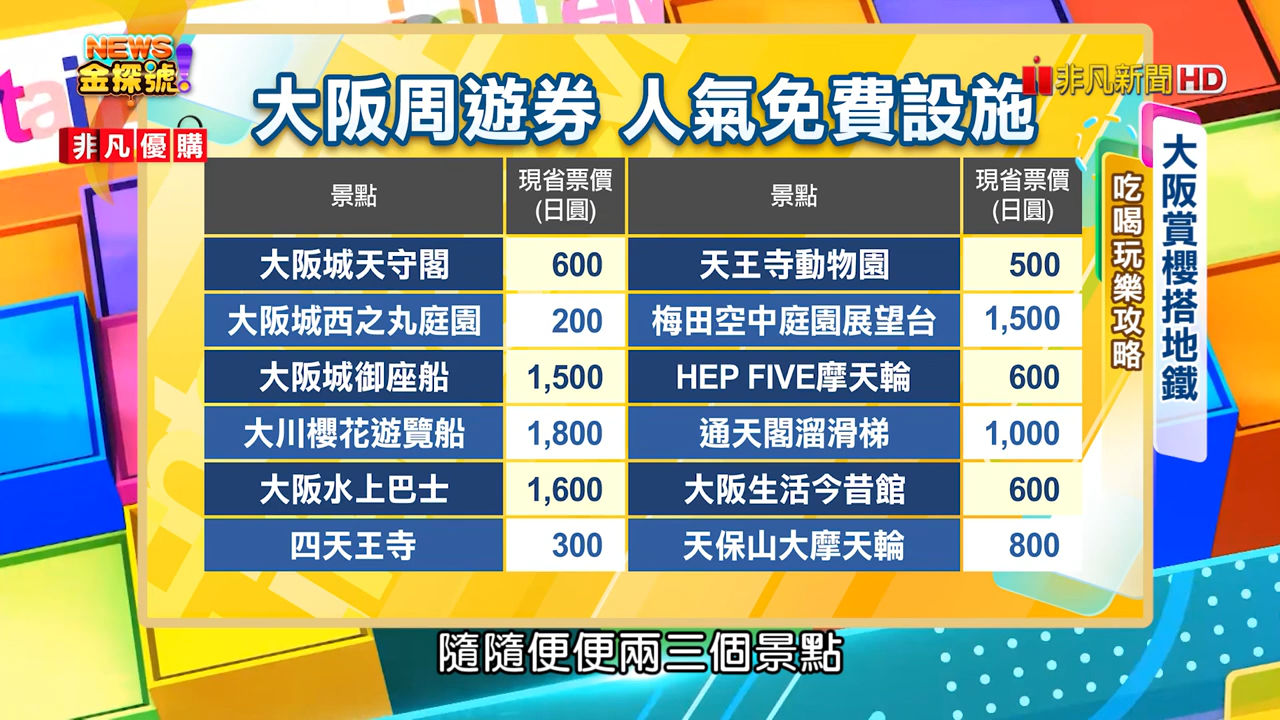 NEWS
金探號!
非凡優購
非凡新聞HD
大阪周遊券 人氣免費設施
景點 現省票價(日圓) 景點 現省票價(日圓)
大阪城天守閣 600 天王寺動物園 500
大阪城西之丸庭園 200 梅田空中庭園展望台 1,500
大阪城御座船 1,500 HEP FIVE摩天輪 600
大川櫻花遊覽船 1,800 通天閣溜滑梯 1,000
大阪水上巴士 1,600 大阪生活今昔館 600
四天王寺 300 天保山大摩天輪 800
大阪賞櫻搭地鐵
吃喝玩樂攻略
隨隨便便兩三個景點